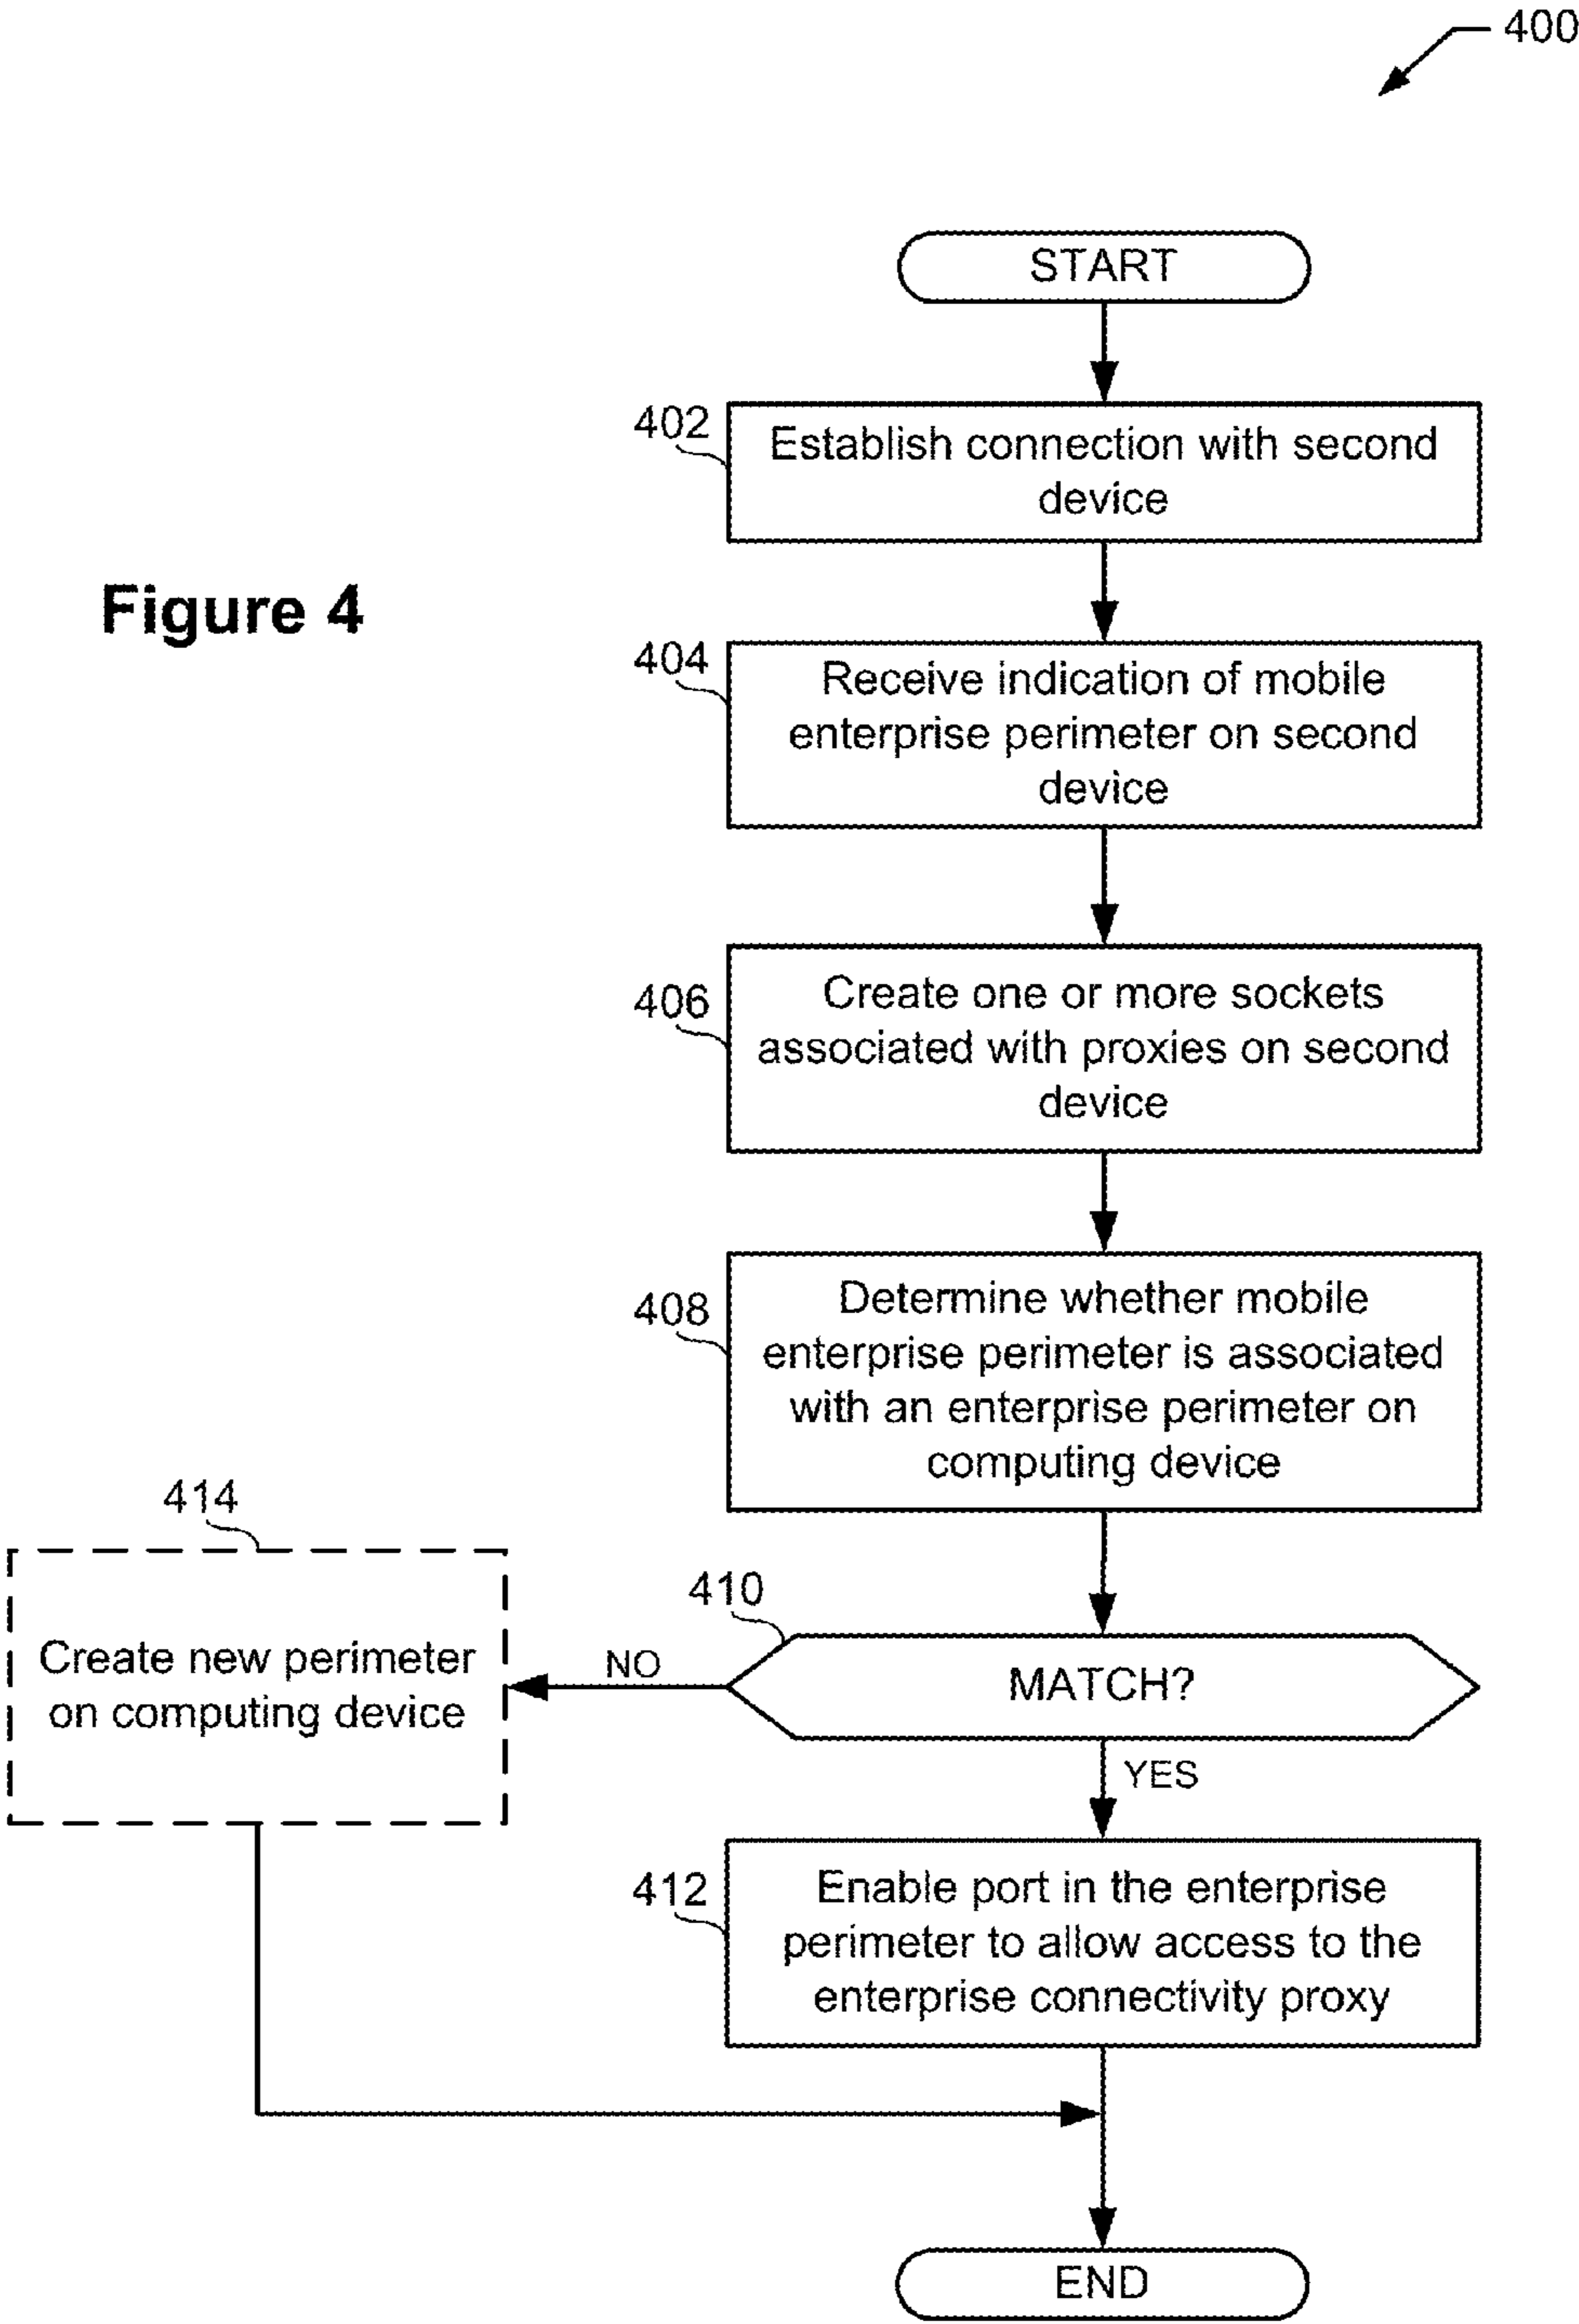 400
START
402
Establish connection with second
device
Figure 4
404
Receive indication of mobile
enterprise perimeter on second
device
406
Create one or more sockets
associated with proxies on second
device
408
Determine whether mobile
enterprise perimeter is associated
with an enterprise perimeter on
computing device
414
Create new perimeter
on computing device
410
NO
MATCH?
YES
412
Enable port in the enterprise
perimeter to allow access to the
enterprise connectivity proxy
END